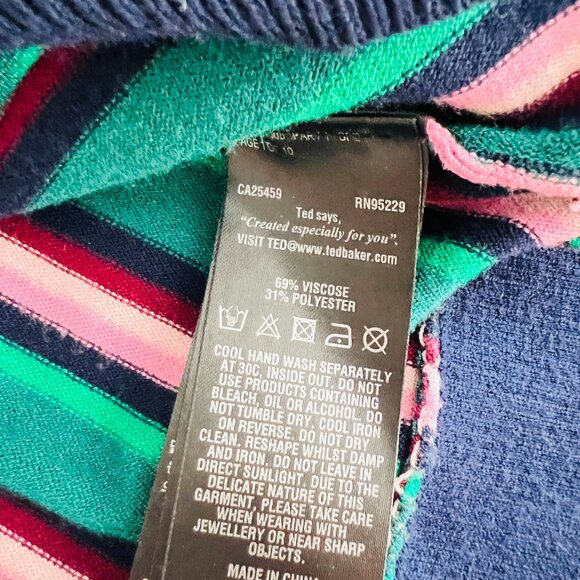 PAGE 1 OF 10
CA25459 RN95229
Ted says,
"Created especially for you".
VISIT TED@www.tedbaker.com
69% VISCOSE
31% POLYESTER
COOL HAND WASH SEPARATELY
AT 30C, INSIDE OUT. DO NOT
USE PRODUCTS CONTAINING
BLEACH, OIL OR ALCOHOL. DO
NOT TUMBLE DRY. COOL IRON
ON REVERSE. DO NOT DRY
CLEAN. RESHAPE WHILST DAMP
AND IRON. DO NOT LEAVE IN
DIRECT SUNLIGHT. DUE TO THE
DELICATE NATURE OF THIS
GARMENT, PLEASE TAKE CARE
WHEN WEARING WITH
JEWELLERY OR NEAR SHARP
OBJECTS.
MADE IN CHINA